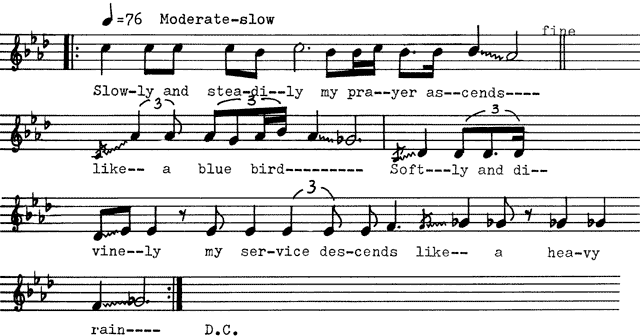 ♩=76 Moderate-slow
fine
Slow-ly and stea-di--ly my pra--yer as--cends----
3 3 3
like-- a blue bird---------- Soft---ly and di--
3
vine--ly my ser-vice des-cends like-- a hea-vy
rain---- D.C.